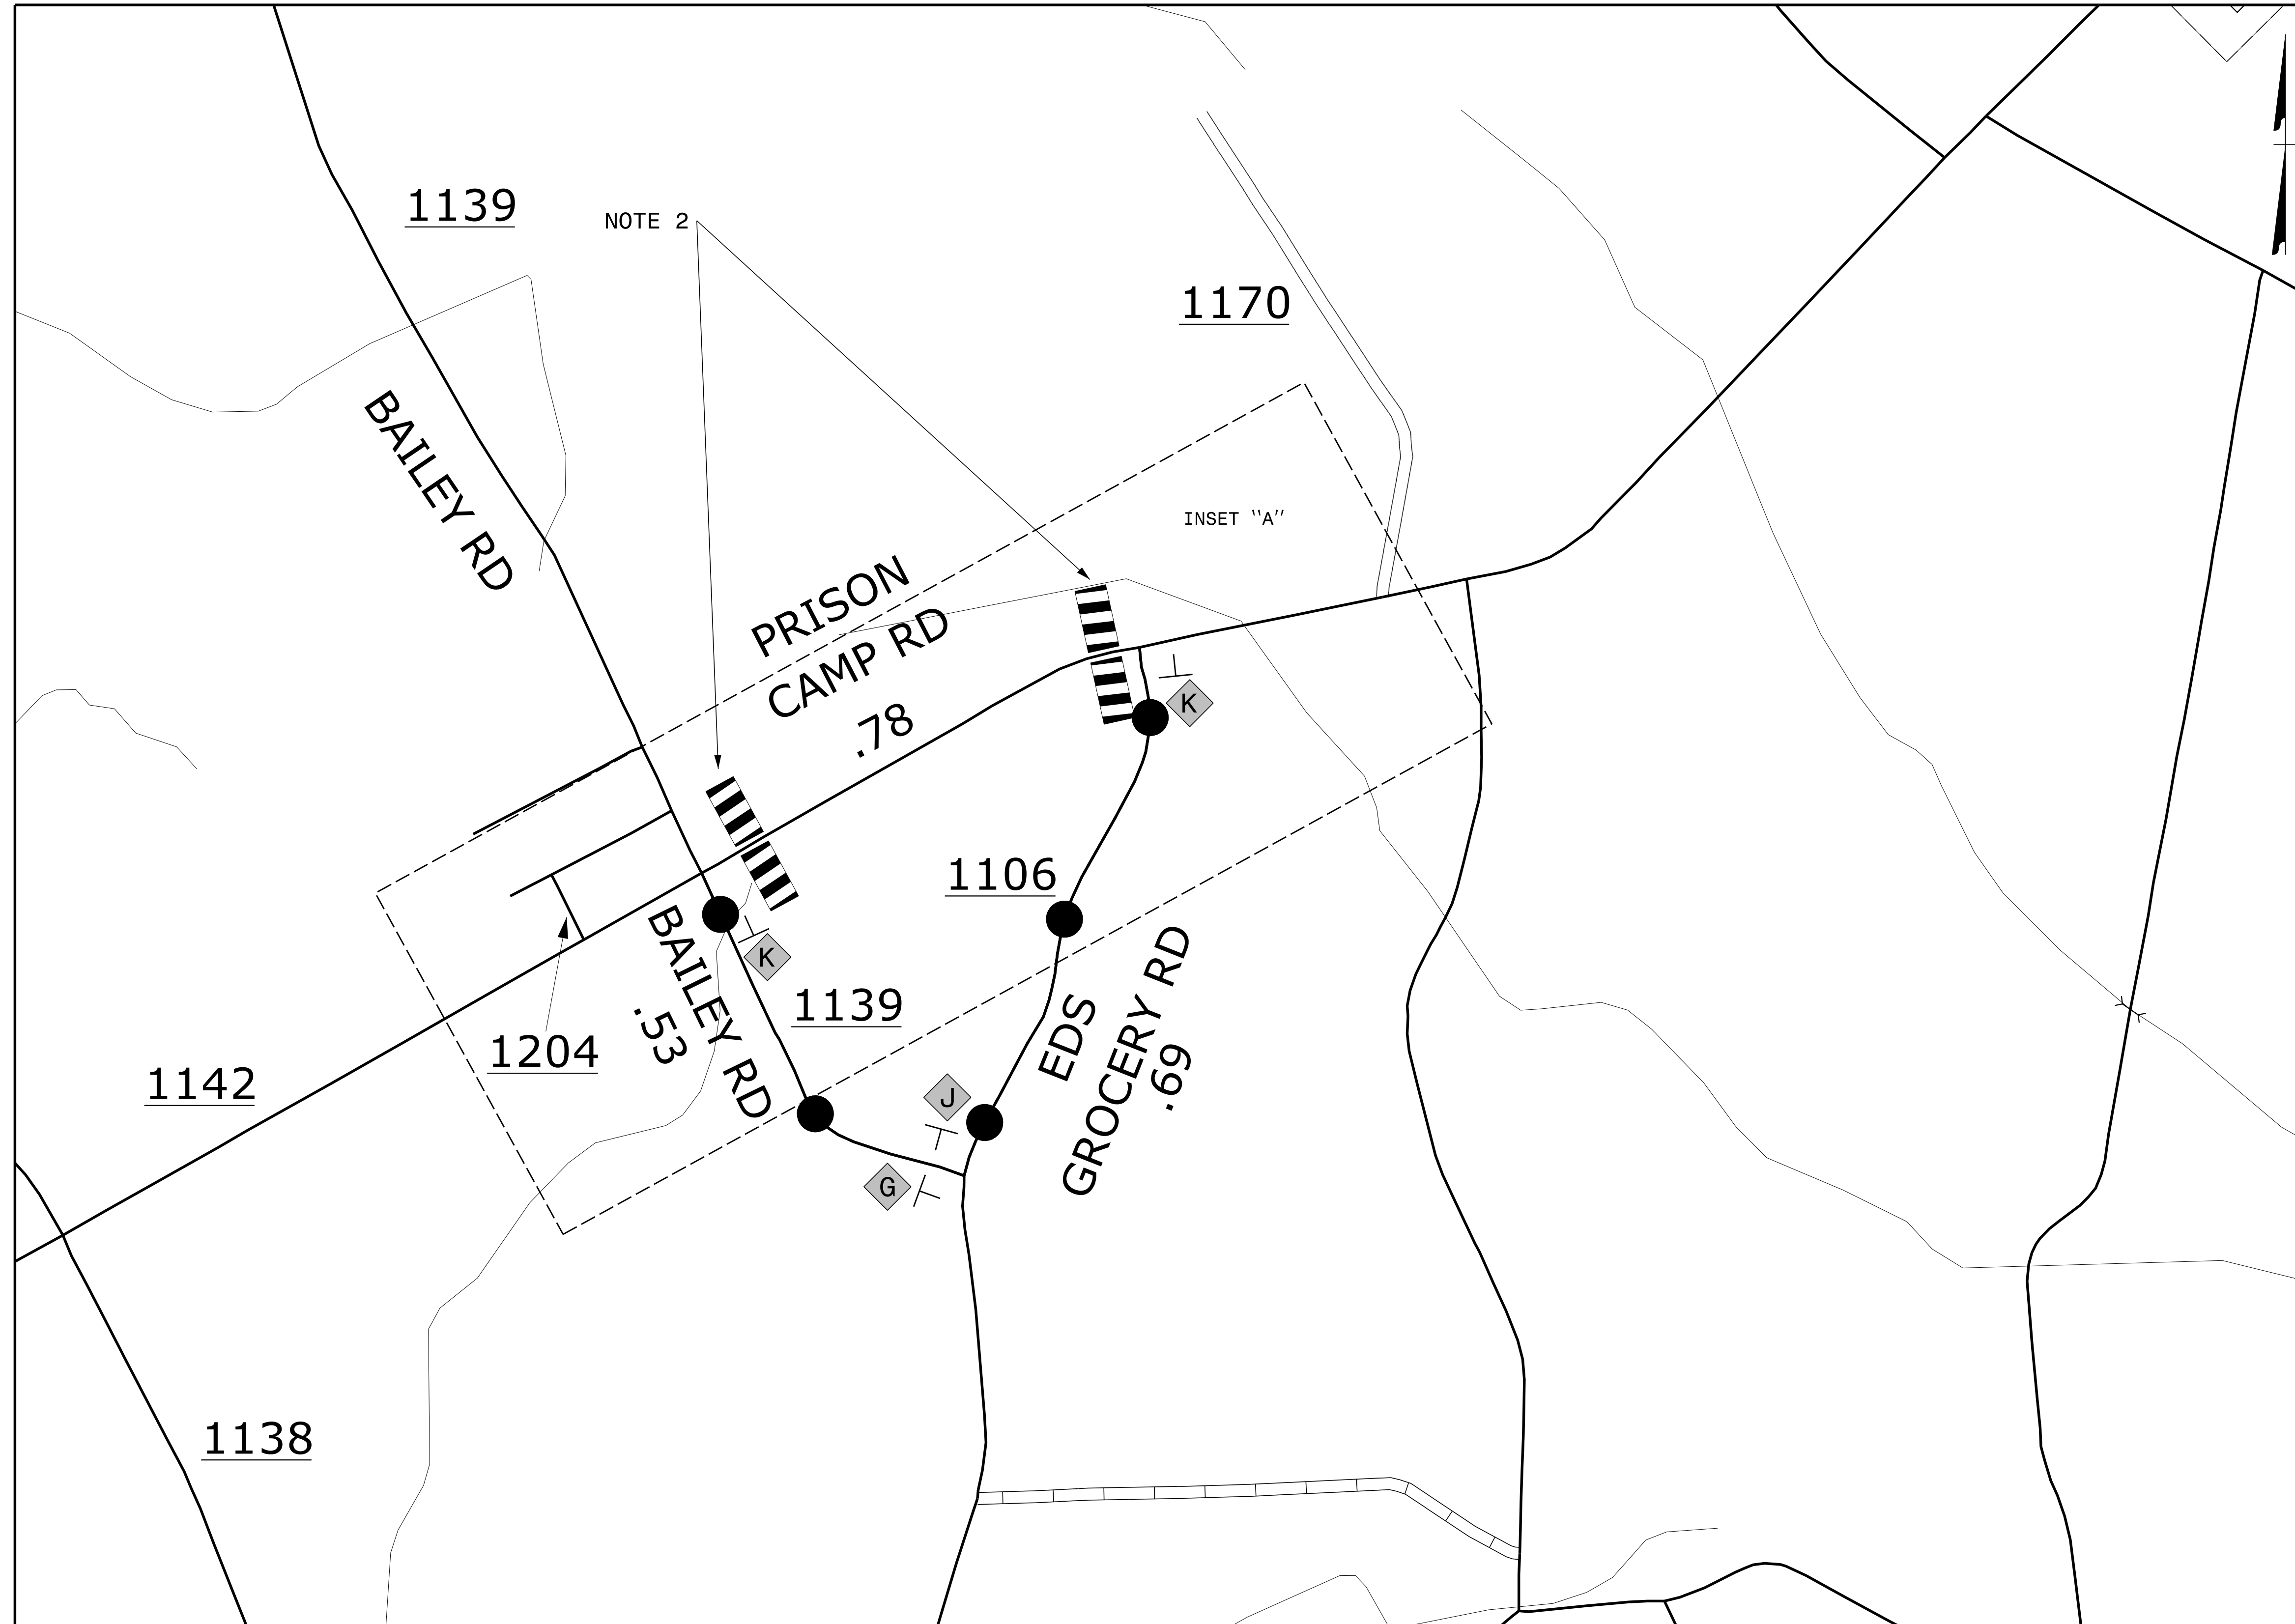 1139
NOTE 2
1170
BAILEY RD
INSET "A"
PRISON
CAMP RD
.78
K
1106
K
BAILEY RD
.53
1139
EDS
GROCERY RD
.69
1204
1142
J
G
1138